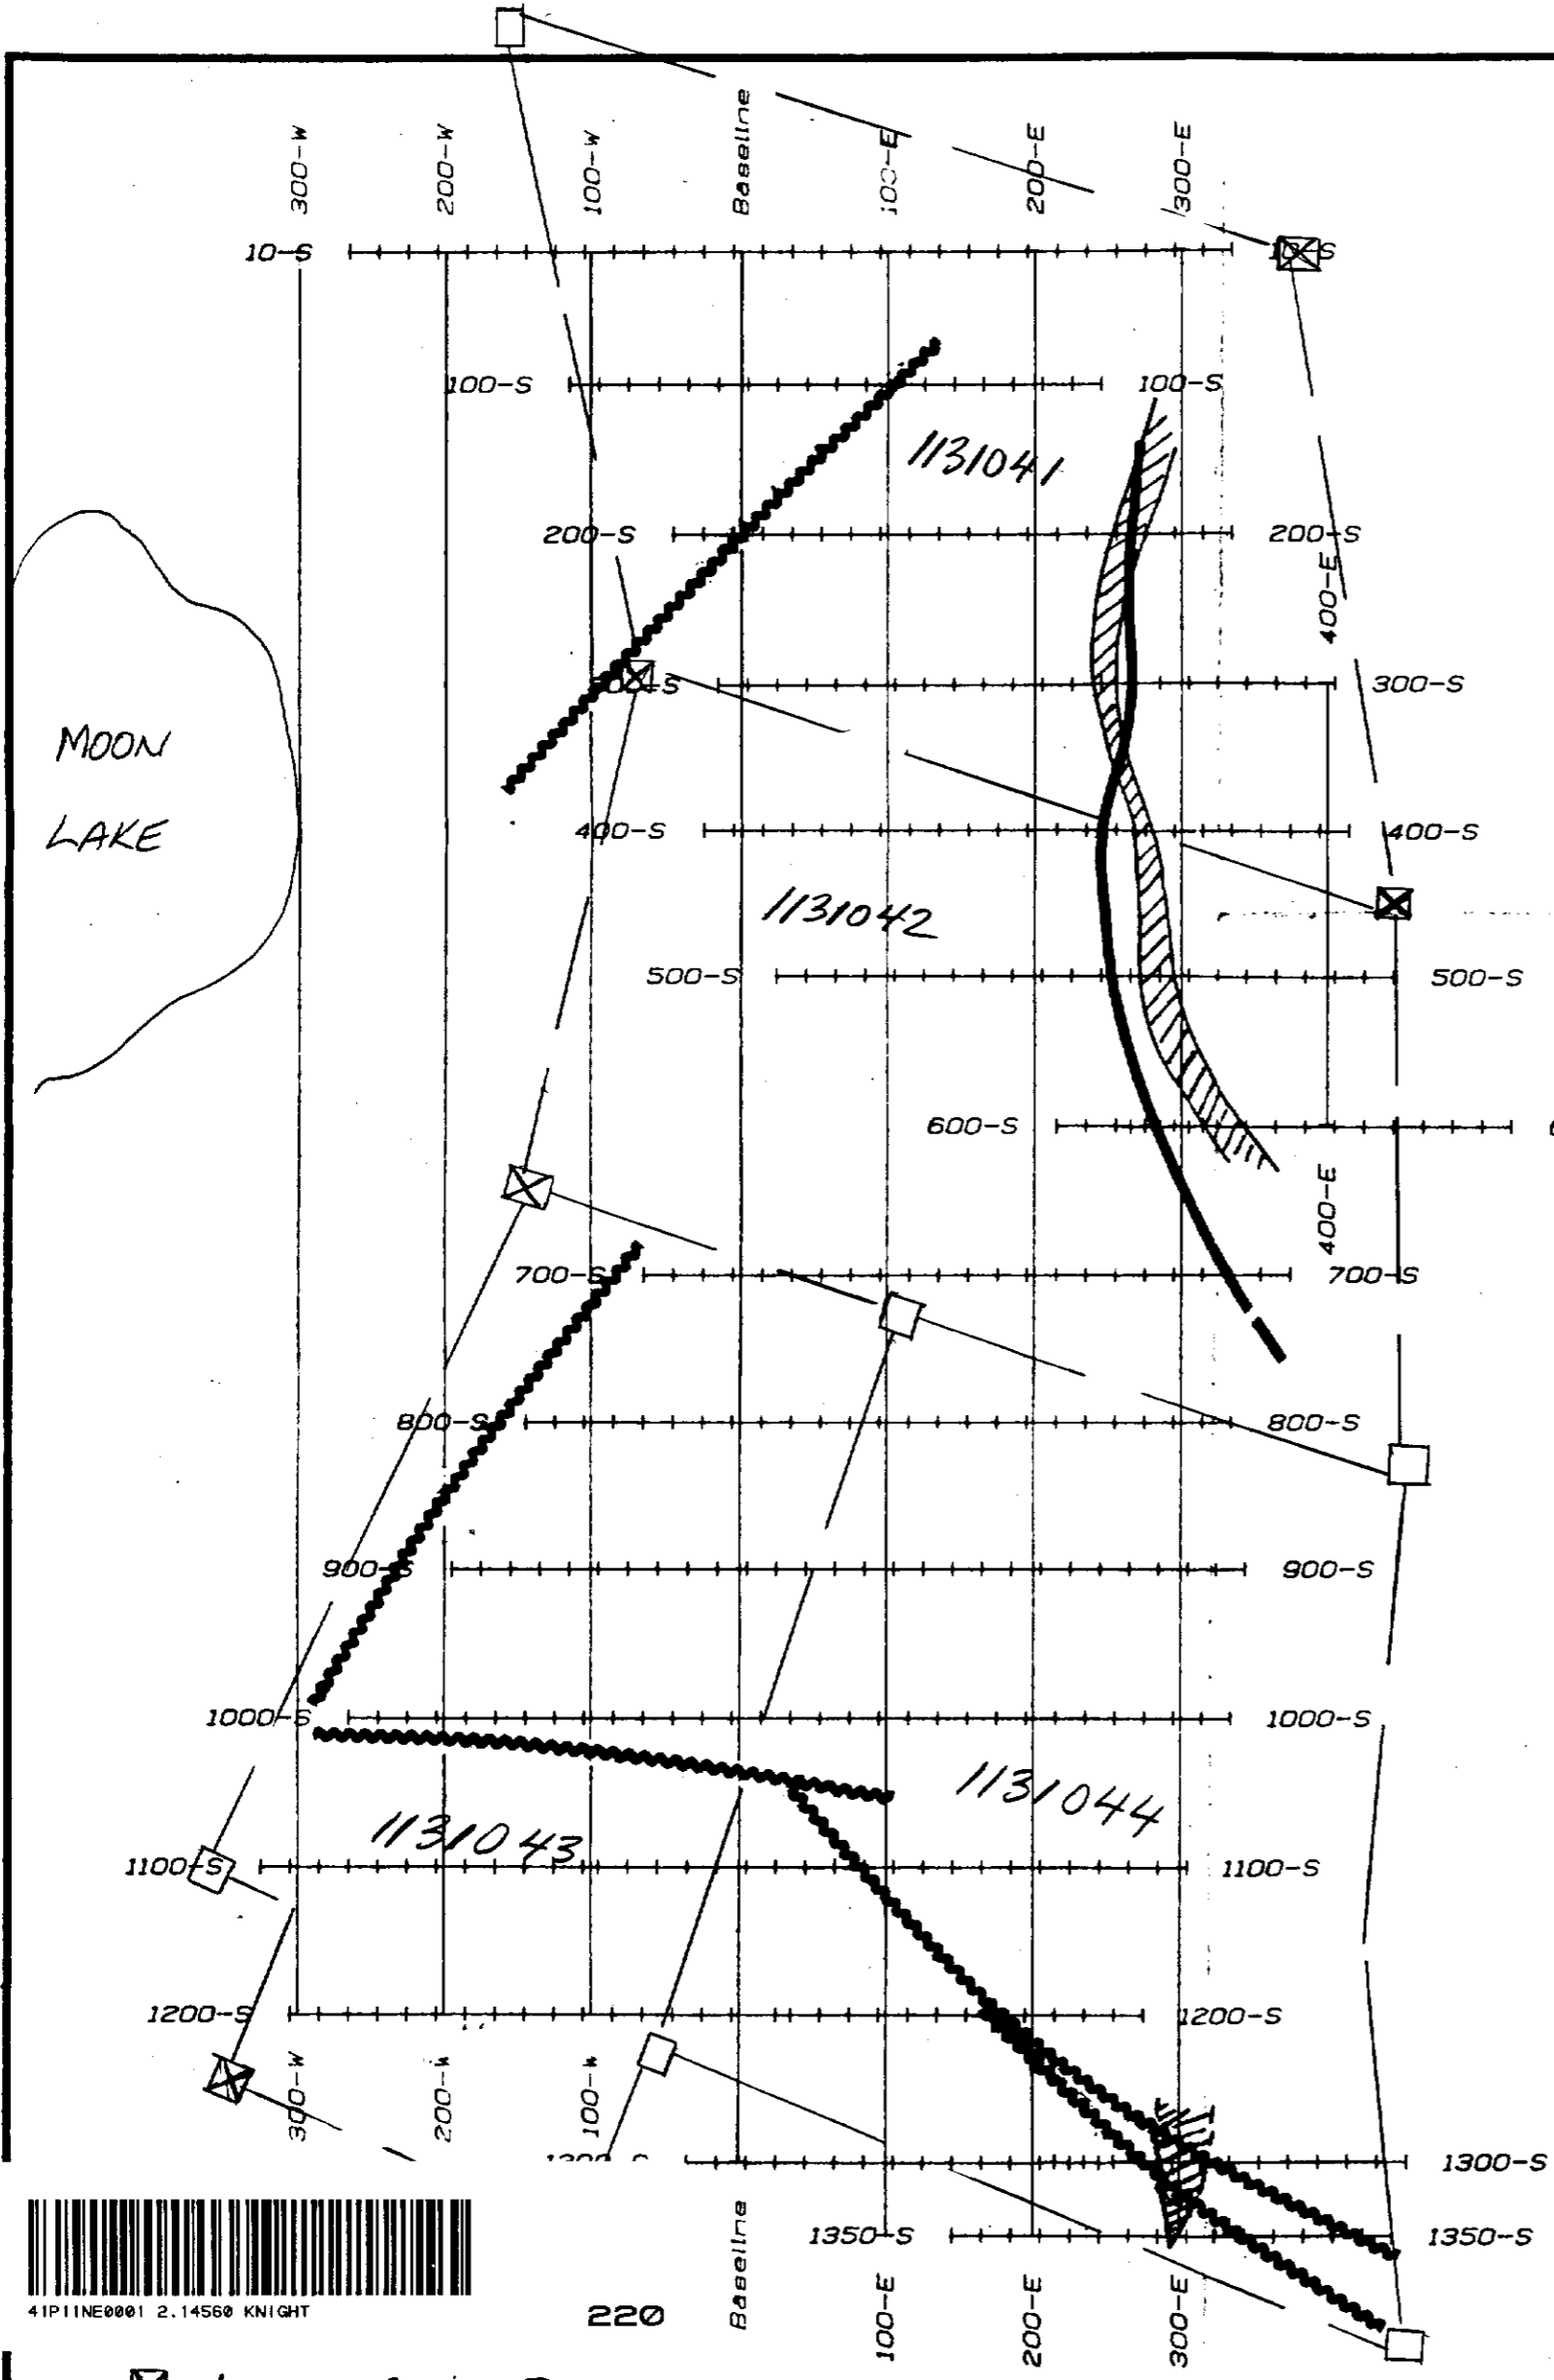 300-W 200-W 100-W Baseline 100-E 200-E 300-E
10-S 10-S
100-S 100-S
1131041
200-S 200-S
400-E
300-S 300-S
MOON
LAKE
400-S 400-S
1131042
500-S 500-S
600-S
400-E
700-S 700-S
800-S 800-S
900-S 900-S
1000-S 1000-S
1131044
1131043
1100-S 1100-S
1200-S 1200-S
300-W 200-W 100-W
1300-S 1300-S
1350-S 1350-S
Baseline 100-E 200-E 300-E
41P11NE0001 2.14560 KNIGHT
220